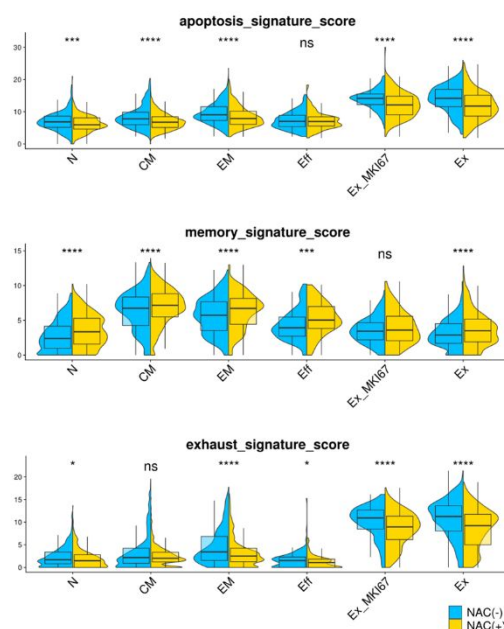 apoptosis_signature_score
*** **** **** ns **** ****
30
20
10
0
N CM EM Eff Ex_MKI67 Ex
memory_signature_score
**** **** **** *** ns ****
15
10
5
0
N CM EM Eff Ex_MKI67 Ex
exhaust_signature_score
* ns **** * **** ****
20
15
10
5
0
N CM EM Eff Ex_MKI67 Ex
NAC(-)
NAC(+)